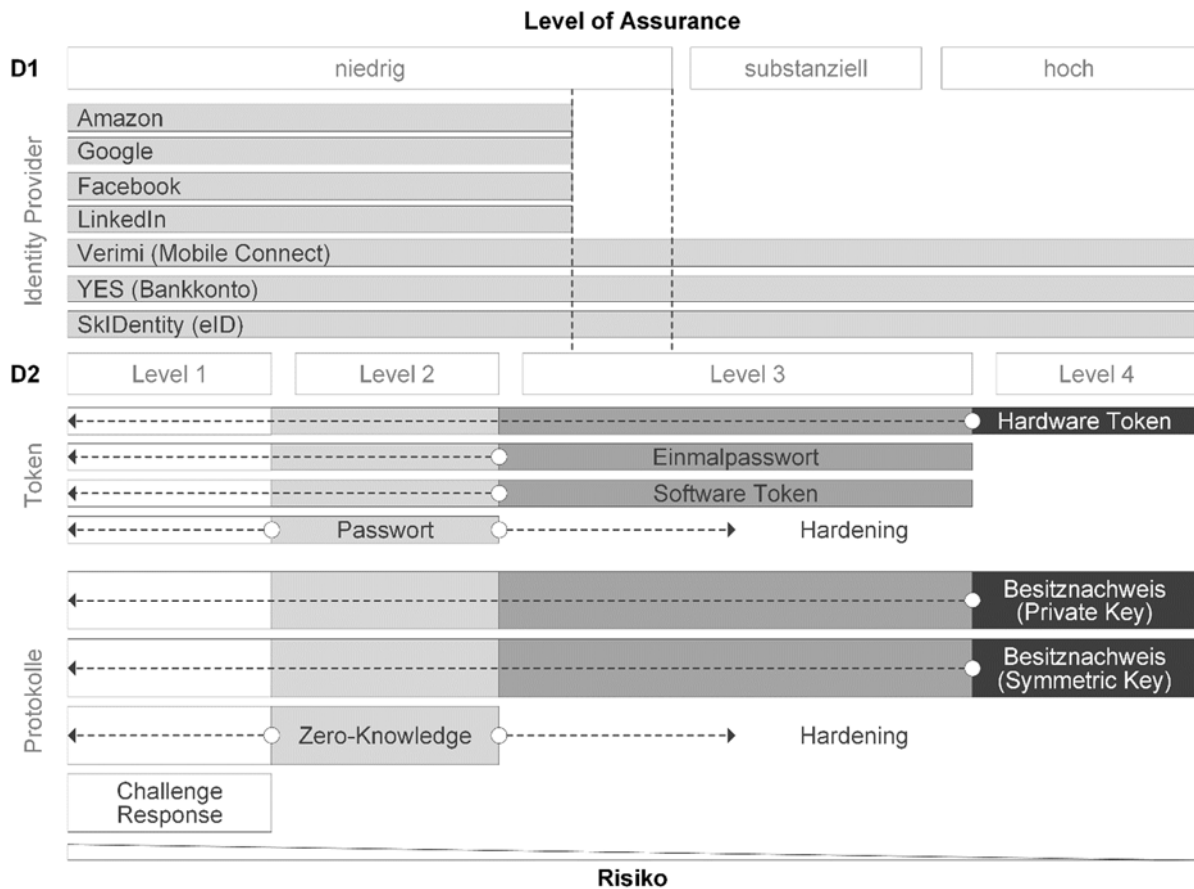 Level of Assurance
D1
niedrig
substanziell
hoch
Identity Provider
Amazon
Google
Facebook
LinkedIn
Verimi (Mobile Connect)
YES (Bankkonto)
SkIDentity (eID)
D2
Level 1
Level 2
Level 3
Level 4
Token
Hardware Token
Einmalpasswort
Software Token
Passwort
Hardening
Protokolle
Besitznachweis
(Private Key)
Besitznachweis
(Symmetric Key)
Zero-Knowledge
Hardening
Challenge
Response
Risiko